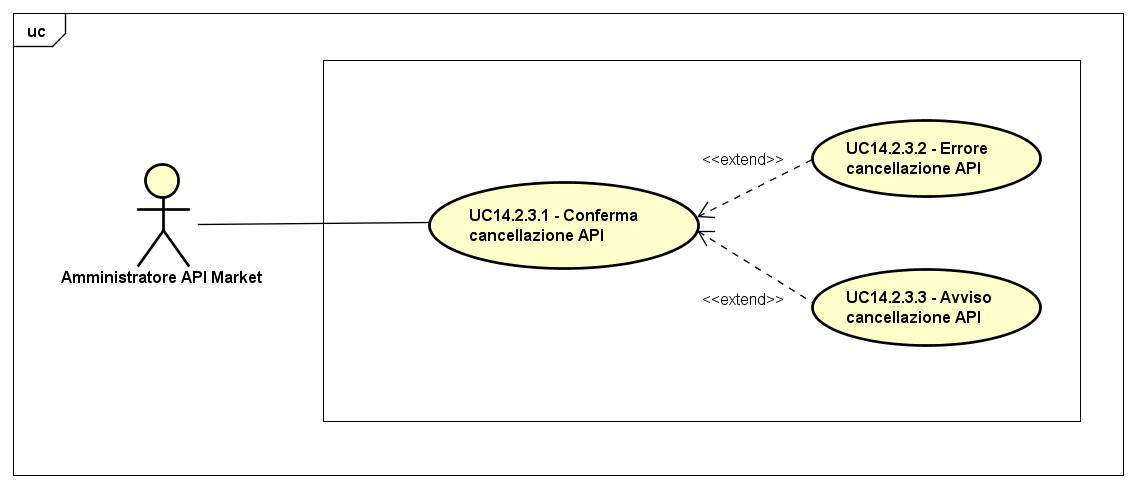 uc
UC14.2.3.2 - Errore
cancellazione API
<<extend>>
UC14.2.3.1 - Conferma
cancellazione API
Amministratore API Market
<<extend>>
UC14.2.3.3 - Avviso
cancellazione API